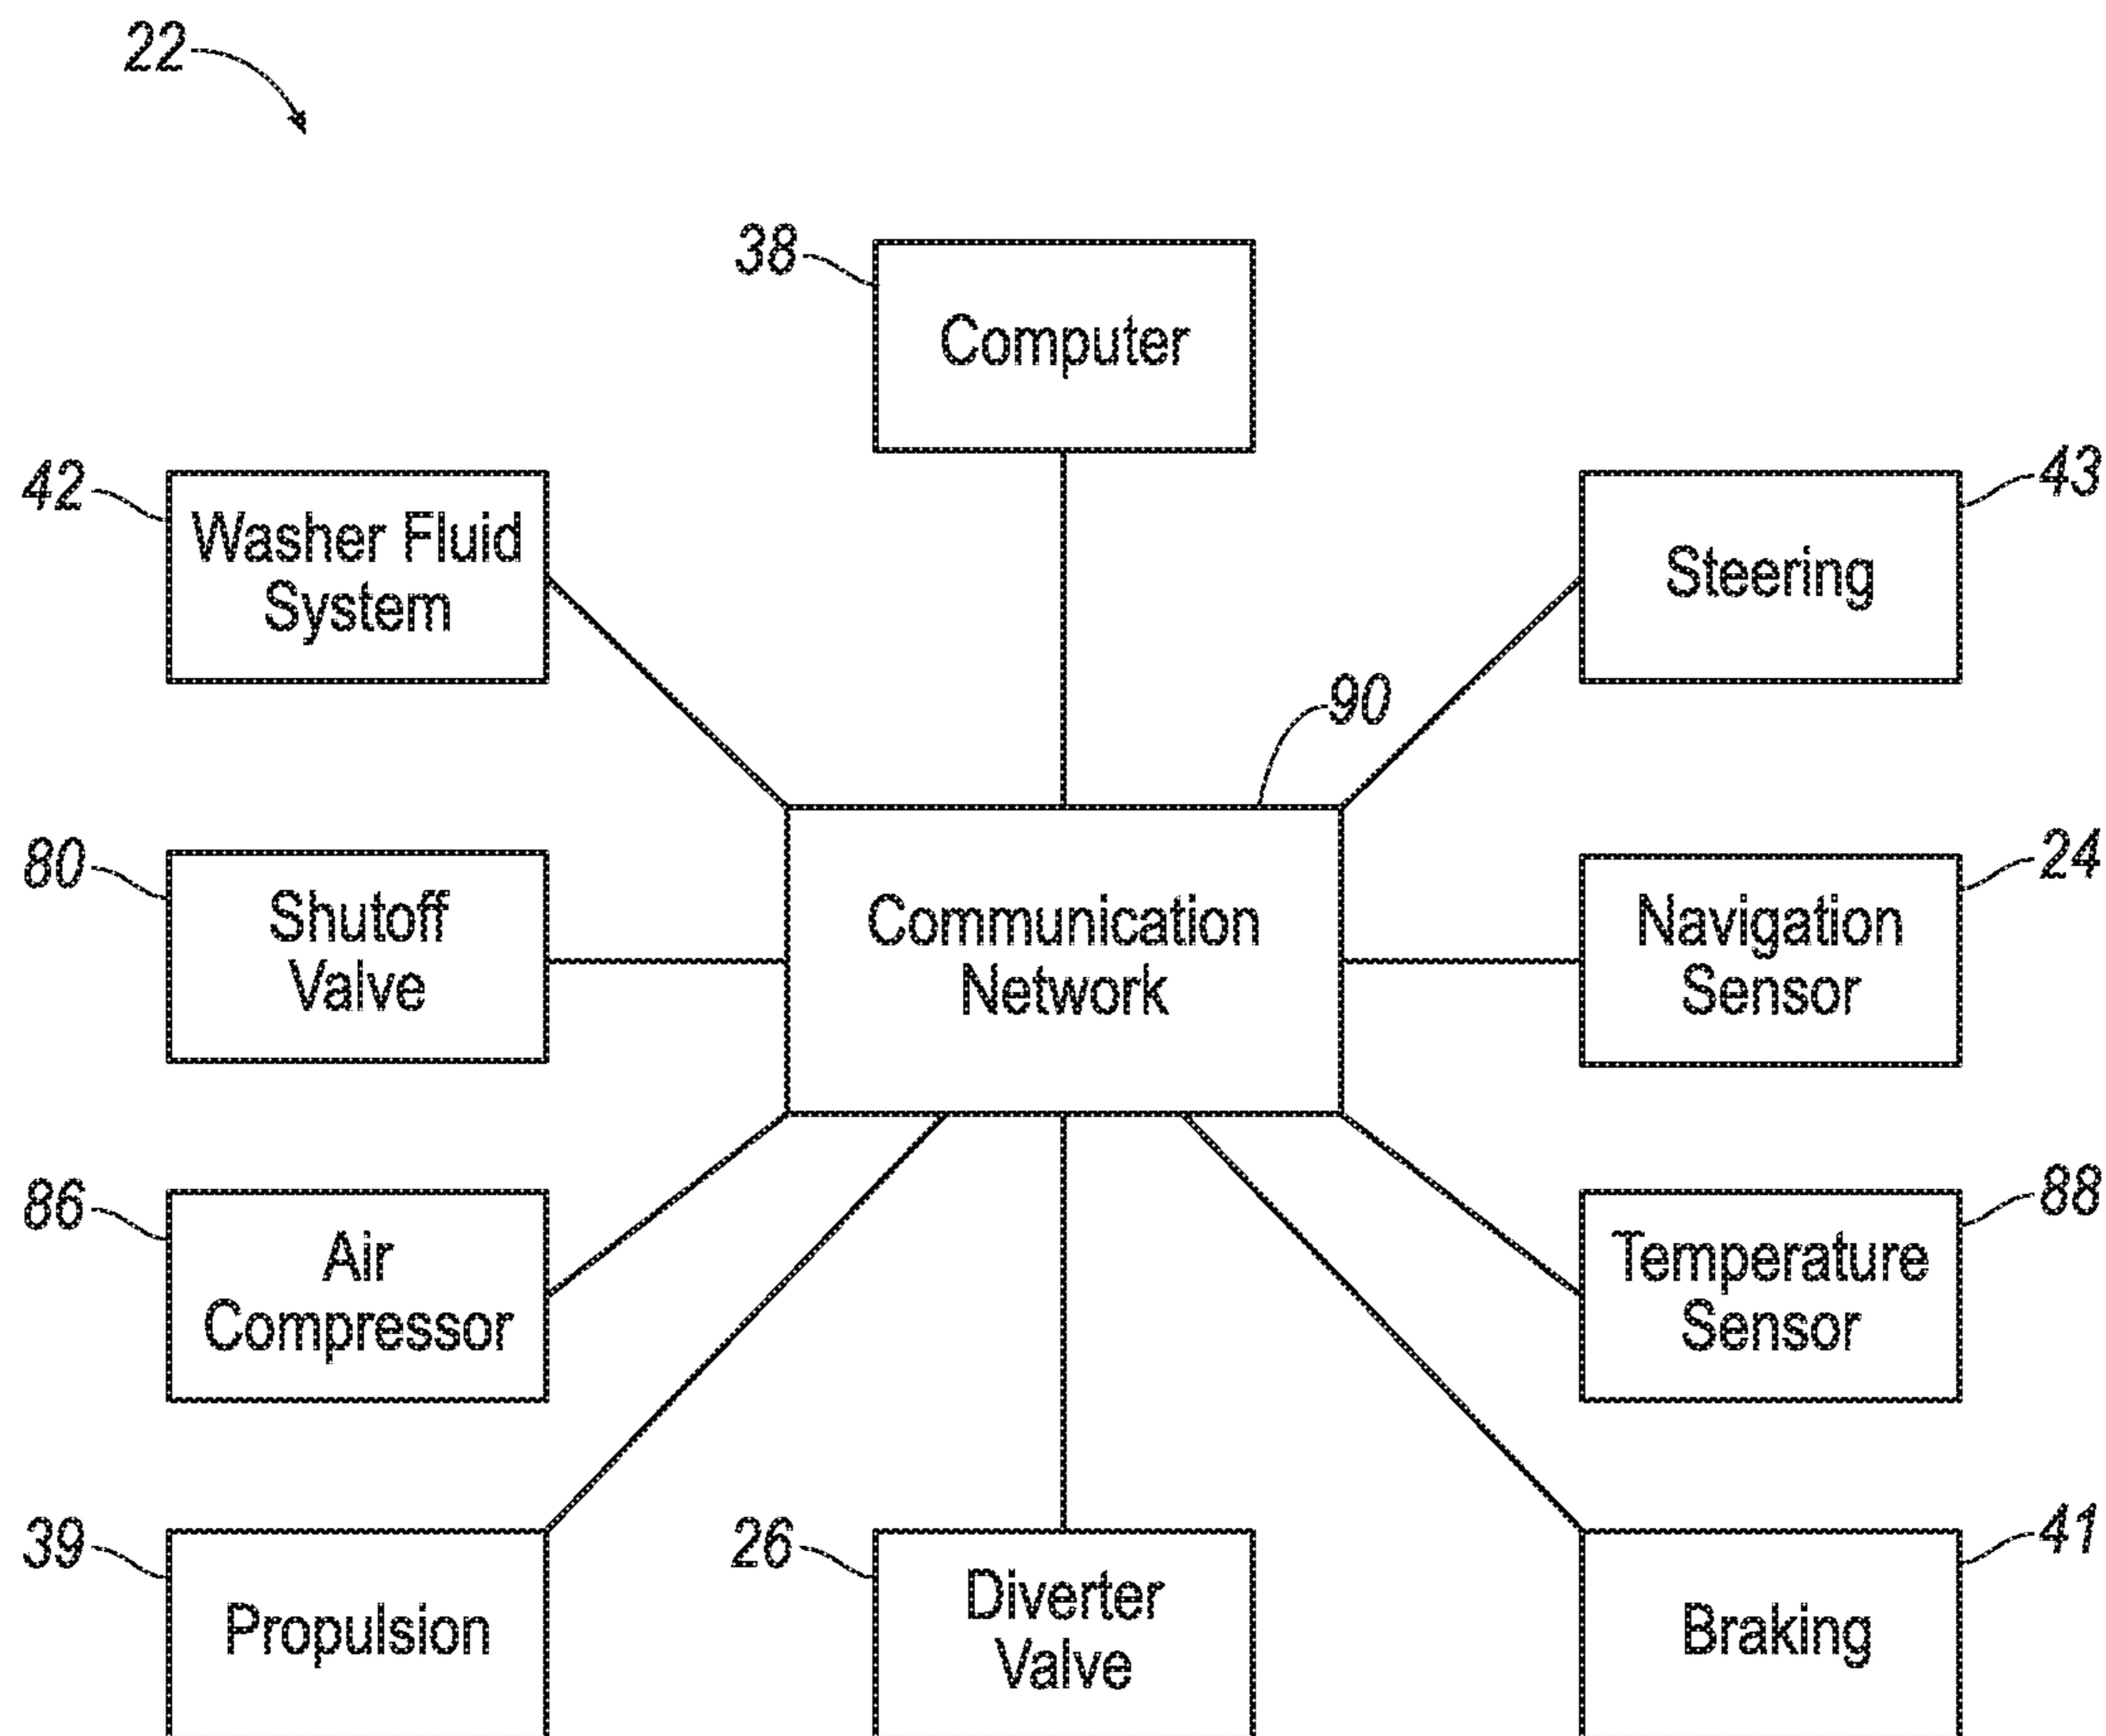 22
38
Computer
42
Washer Fluid
System
43
Steering
90
80
Shutoff
Valve
Communication
Network
24
Navigation
Sensor
86
Air
Compressor
88
Temperature
Sensor
39
Propulsion
26
Diverter
Valve
41
Braking